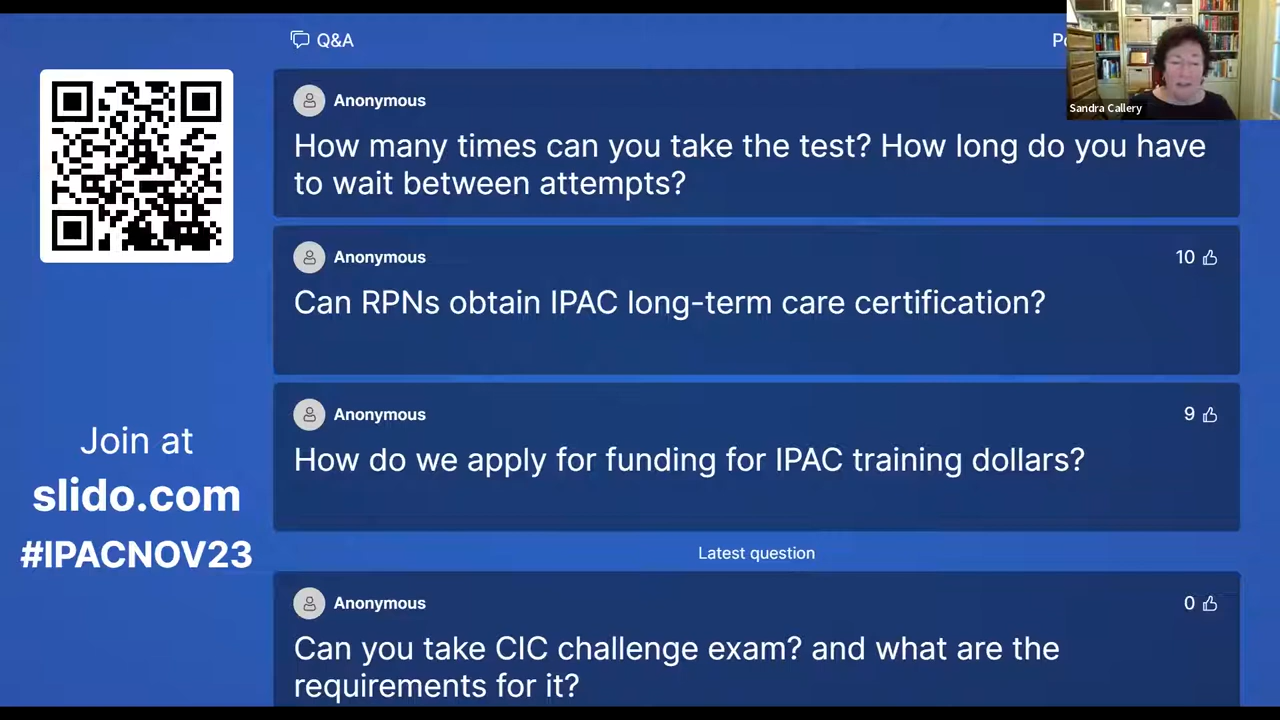 Q&A
Sandra Callery
Anonymous
How many times can you take the test? How long do you have
to wait between attempts?
Anonymous
10
Can RPNs obtain IPAC long-term care certification?
Anonymous
9
How do we apply for funding for IPAC training dollars?
Join at
slido.com
#IPACNOV23
Latest question
Anonymous
0
Can you take CIC challenge exam? and what are the
requirements for it?